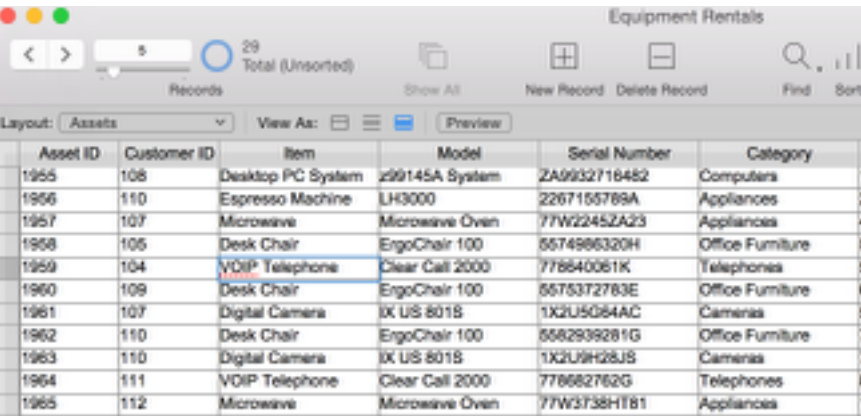 Equipment Rentals
5
29
Total (Unsorted)
Records
Show All
New Record
Delete Record
Find
Sort
Layout: Assets View As: Preview
Asset ID Customer ID Item Model Serial Number Category
1955 108 Desktop PC System z99145A System ZA9932716482 Computers
1956 110 Espresso Machine LH3000 2267155789A Appliances
1957 107 Microwave Microwave Oven 77W2245ZA23 Appliances
1958 105 Desk Chair ErgoChair 100 5574986320H Office Furniture
1959 104 VOIP Telephone Clear Call 2000 778640061K Telephones
1960 109 Desk Chair ErgoChair 100 5575372783E Office Furniture
1961 107 Digital Camera IX US 801S 1X2U5G64AC Cameras
1962 110 Desk Chair ErgoChair 100 5582939281G Office Furniture
1963 110 Digital Camera IX US 801S 1X2U9H28JS Cameras
1964 111 VOIP Telephone Clear Call 2000 778682762G Telephones
1965 112 Microwave Microwave Oven 77W3738HT81 Appliances